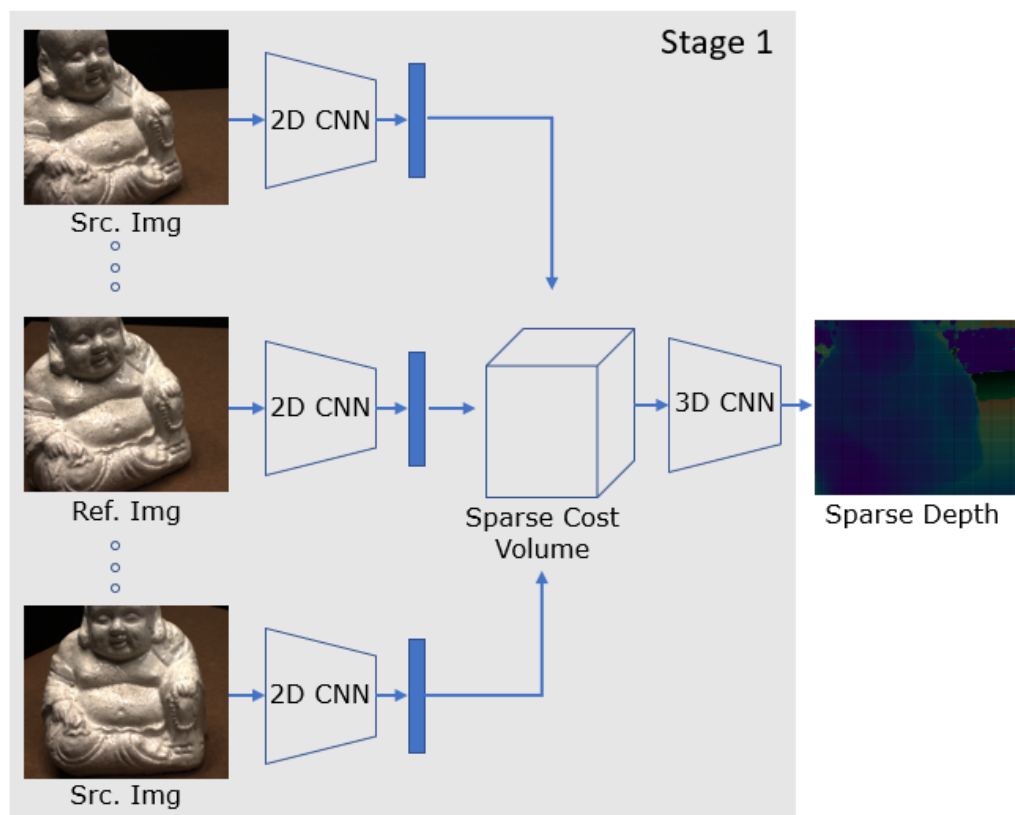 Stage 1
2D CNN
Src. Img
2D CNN
Ref. Img
Sparse Cost
Volume
3D CNN
Sparse Depth
2D CNN
Src. Img